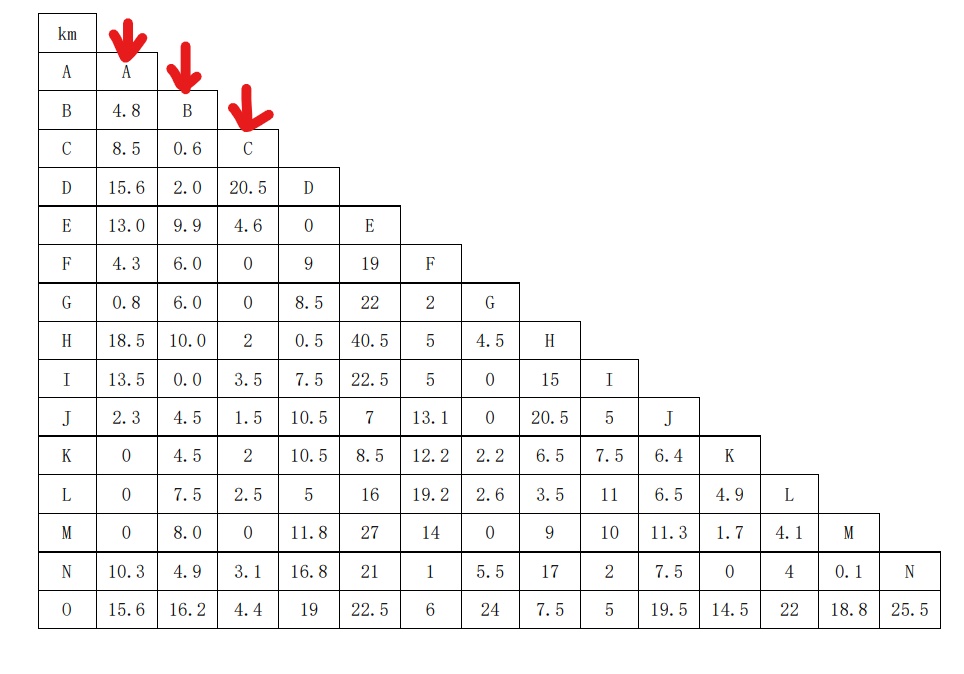 km
A A
B 4.8 B
C 8.5 0.6 C
D 15.6 2.0 20.5 D
E 13.0 9.9 4.6 0 E
F 4.3 6.0 0 9 19 F
G 0.8 6.0 0 8.5 22 2 G
H 18.5 10.0 2 0.5 40.5 5 4.5 H
I 13.5 0.0 3.5 7.5 22.5 5 0 15 I
J 2.3 4.5 1.5 10.5 7 13.1 0 20.5 5 J
K 0 4.5 2 10.5 8.5 12.2 2.2 6.5 7.5 6.4 K
L 0 7.5 2.5 5 16 19.2 2.6 3.5 11 6.5 4.9 L
M 0 8.0 0 11.8 27 14 0 9 10 11.3 1.7 4.1 M
N 10.3 4.9 3.1 16.8 21 1 5.5 17 2 7.5 0 4 0.1 N
O 15.6 16.2 4.4 19 22.5 6 24 7.5 5 19.5 14.5 22 18.8 25.5